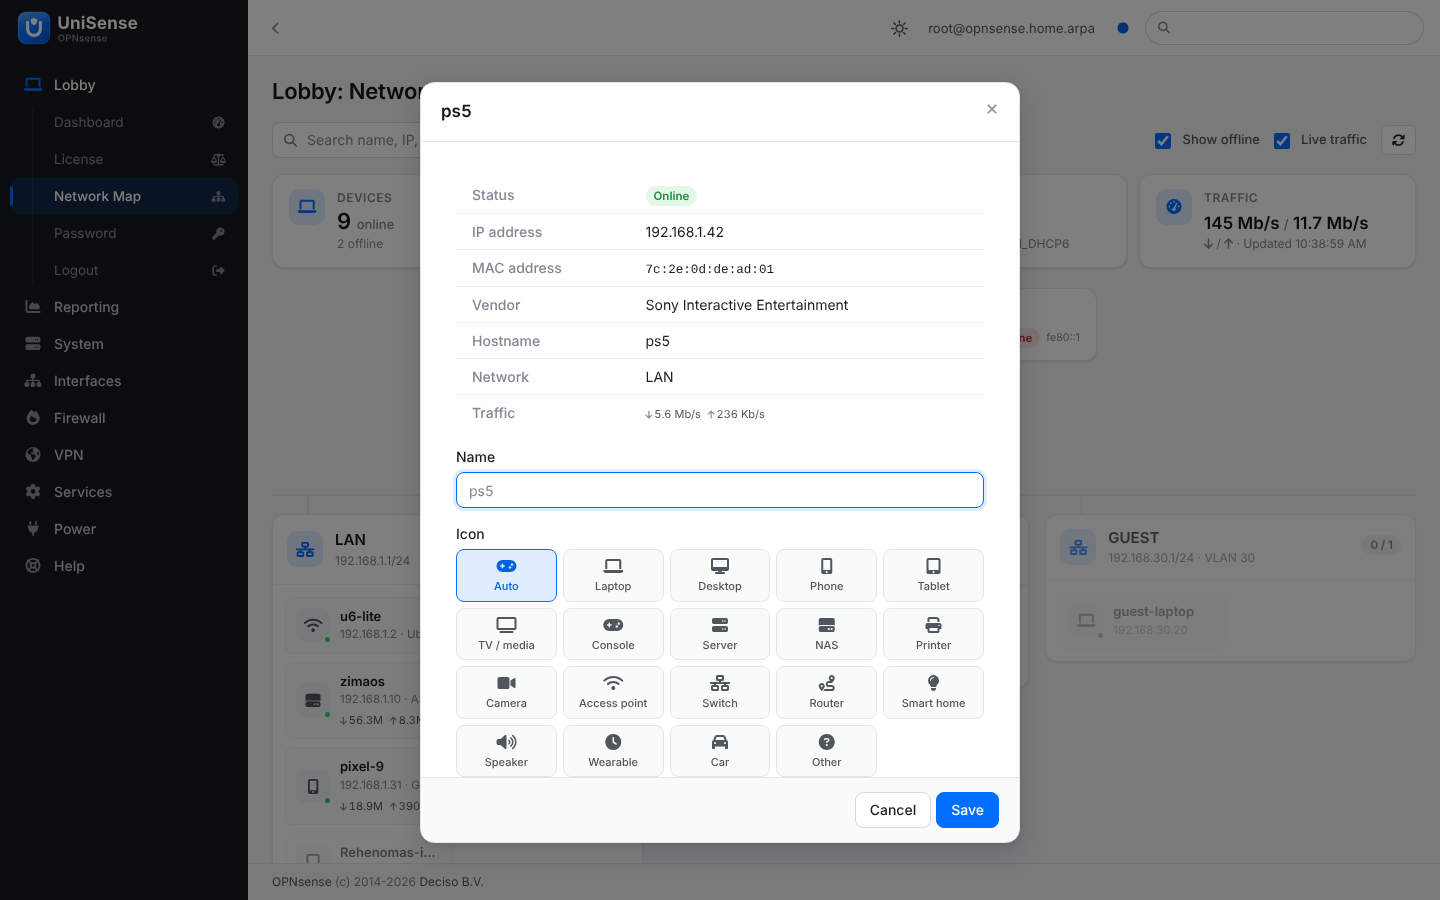 UniSense
OPNsense
root@opnsense.home.arpa
Lobby
Dashboard
License
Network Map
Password
Logout
Reporting
System
Interfaces
Firewall
VPN
Services
Power
Help
Lobby: Networ
Search name, IP,
Show offline
Live traffic
DEVICES
9 online
2 offline
_DHCP6
TRAFFIC
145 Mb/s / 11.7 Mb/s
↓ / ↑ · Updated 10:38:59 AM
ne fe80::1
LAN
192.168.1.1/24
u6-lite
192.168.1.2 · Ub
zimaos
192.168.1.10 · A
↓56.3M ↑8.3M
pixel-9
192.168.1.31 · G
↓18.9M ↑390
Rehenomas-i...
GUEST
192.168.30.1/24 · VLAN 30
0 / 1
guest-laptop
192.168.30.20
ps5
×
Status Online
IP address 192.168.1.42
MAC address 7c:2e:0d:de:ad:01
Vendor Sony Interactive Entertainment
Hostname ps5
Network LAN
Traffic ↓5.6 Mb/s ↑236 Kb/s
Name
ps5
Icon
Auto Laptop Desktop Phone Tablet
TV / media Console Server NAS Printer
Camera Access point Switch Router Smart home
Speaker Wearable Car Other
Cancel Save
OPNsense (c) 2014-2026 Deciso B.V.